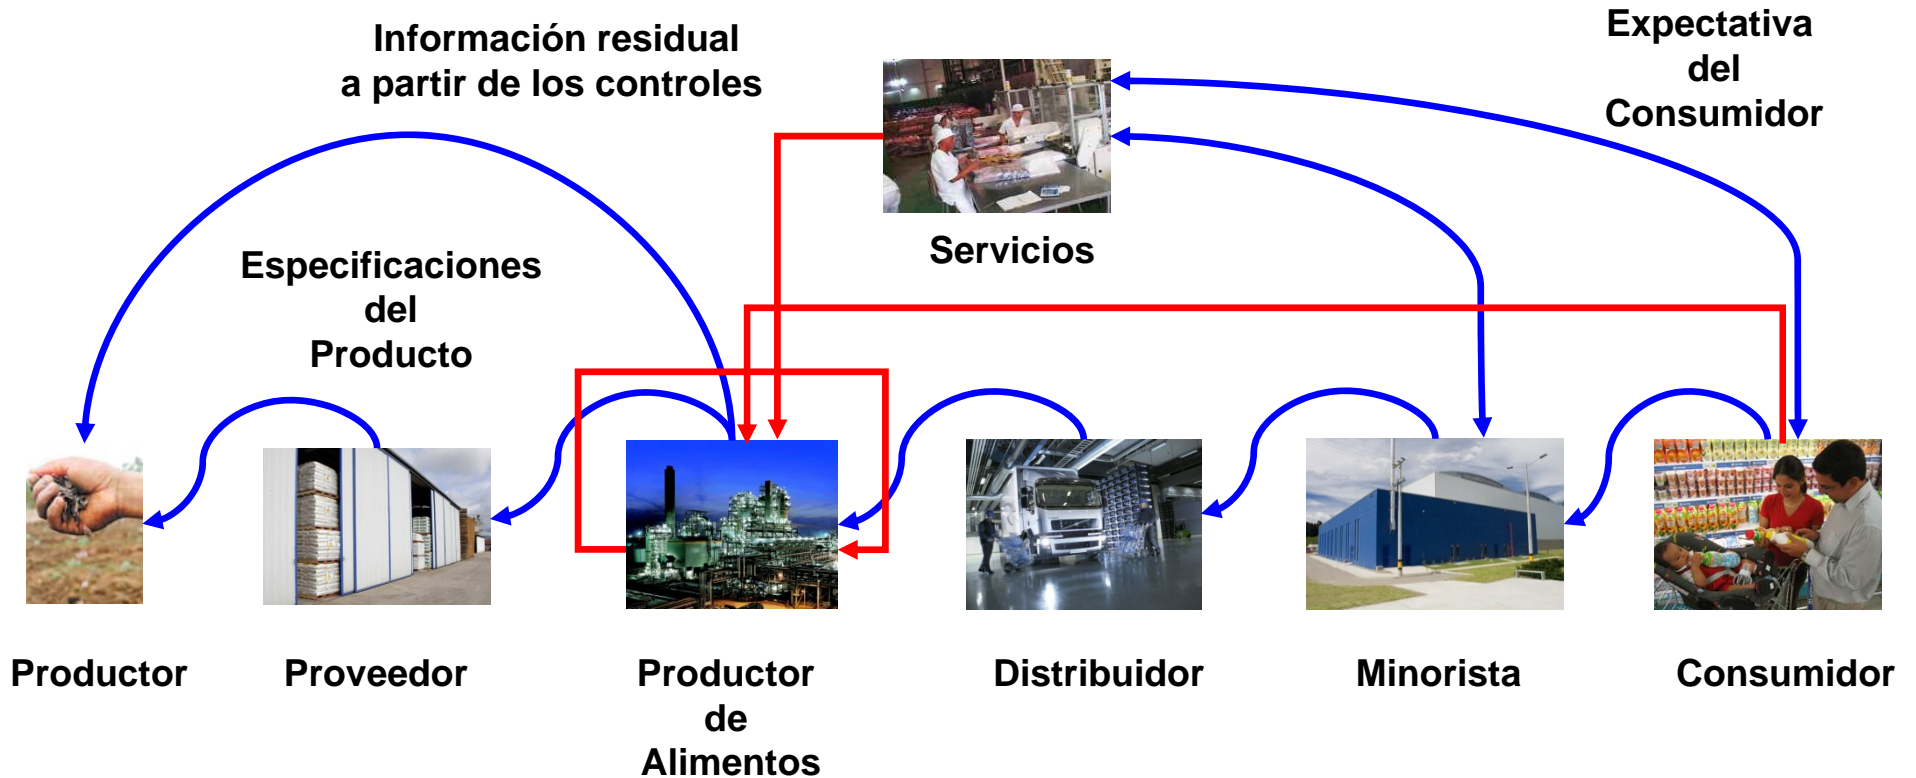 Información residual
a partir de los controles
Expectativa
del
Consumidor
Servicios
Especificaciones
del
Producto
Productor
Proveedor
Productor
de
Alimentos
Distribuidor
Minorista
Consumidor